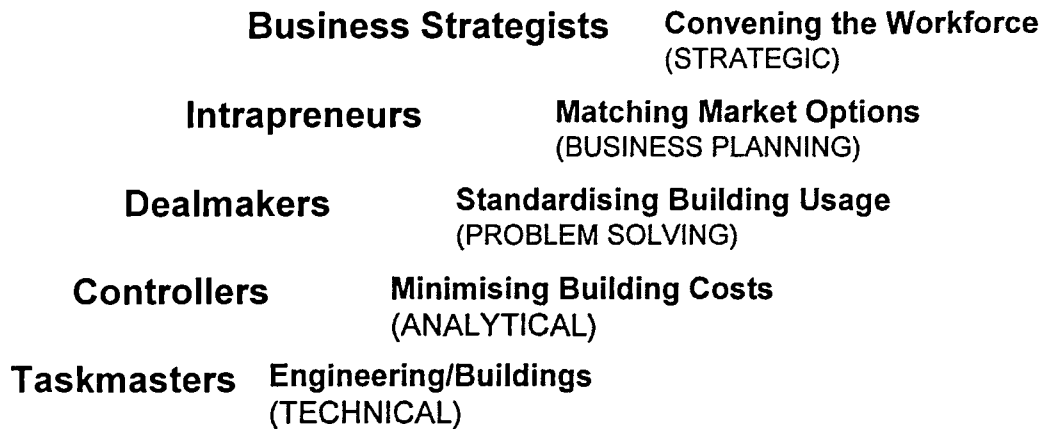 Business Strategists Convening the Workforce
(STRATEGIC)
Intrapreneurs Matching Market Options
(BUSINESS PLANNING)
Dealmakers Standardising Building Usage
(PROBLEM SOLVING)
Controllers Minimising Building Costs
(ANALYTICAL)
Taskmasters Engineering/Buildings
(TECHNICAL)